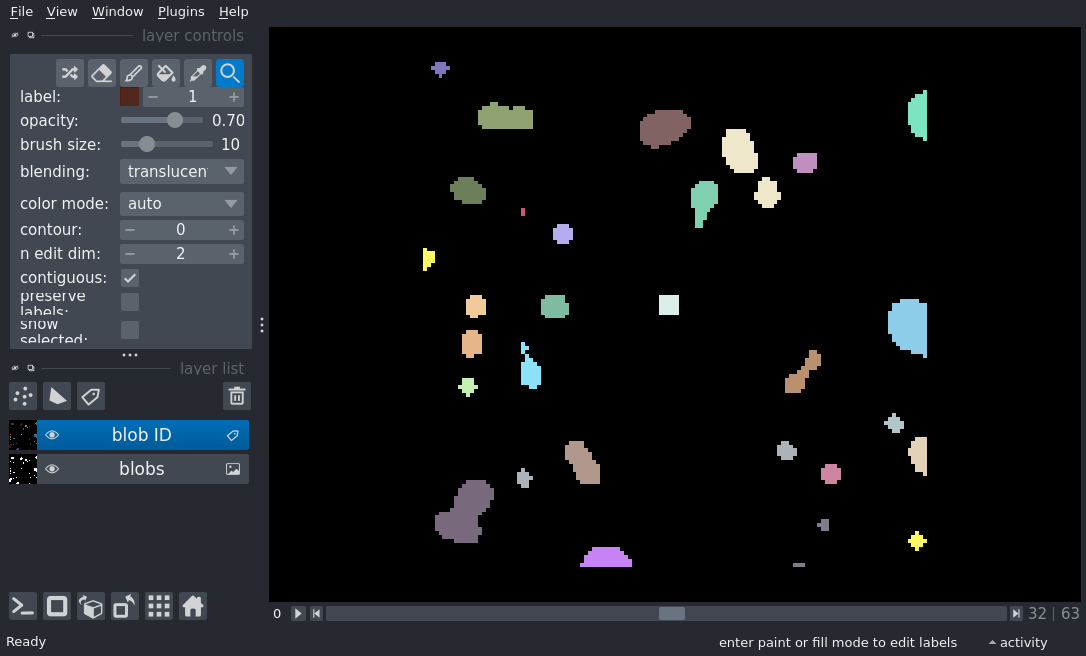 File View Window Plugins Help
layer controls
label: 1
opacity: 0.70
brush size: 10
blending: translucen
color mode: auto
contour: 0
n edit dim: 2
contiguous:
preserve
labels:
show
selected:
layer list
blob ID
blobs
0 32 63
Ready enter paint or fill mode to edit labels activity